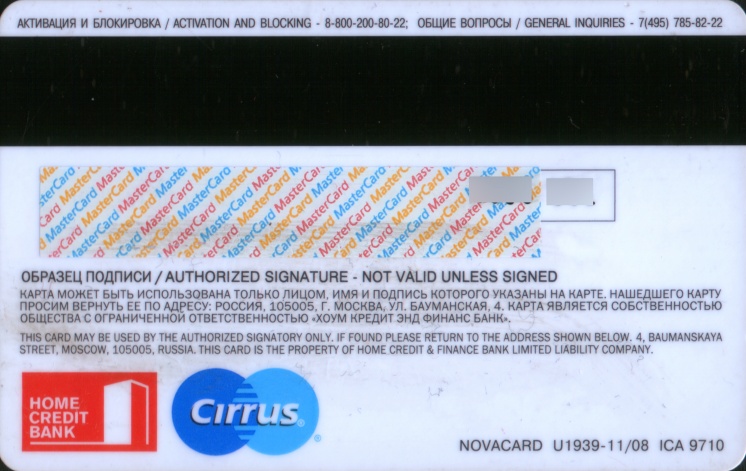 АКТИВАЦИЯ И БЛОКИРОВКА / ACTIVATION AND BLOCKING - 8-800-200-80-22; ОБЩИЕ ВОПРОСЫ / GENERAL INQUIRIES - 7(495) 785-82-22
MasterCard MasterCard MasterCard MasterCard
ОБРАЗЕЦ ПОДПИСИ / AUTHORIZED SIGNATURE - NOT VALID UNLESS SIGNED
КАРТА МОЖЕТ БЫТЬ ИСПОЛЬЗОВАНА ТОЛЬКО ЛИЦОМ, ИМЯ И ПОДПИСЬ КОТОРОГО УКАЗАНЫ НА КАРТЕ. НАШЕДШЕГО КАРТУ
ПРОСИМ ВЕРНУТЬ ЕЕ ПО АДРЕСУ: РОССИЯ, 105005, Г. МОСКВА, УЛ. БАУМАНСКАЯ, 4. КАРТА ЯВЛЯЕТСЯ СОБСТВЕННОСТЬЮ
ОБЩЕСТВА С ОГРАНИЧЕННОЙ ОТВЕТСТВЕННОСТЬЮ «ХОУМ КРЕДИТ ЭНД ФИНАНС БАНК».
THIS CARD MAY BE USED BY THE AUTHORIZED SIGNATORY ONLY. IF FOUND PLEASE RETURN TO THE ADDRESS SHOWN BELOW. 4, BAUMANSKAYA
STREET, MOSCOW, 105005, RUSSIA. THIS CARD IS THE PROPERTY OF HOME CREDIT & FINANCE BANK LIMITED LIABILITY COMPANY.
HOME
CREDIT
BANK
Cirrus®
NOVACARD U1939-11/08 ICA 9710